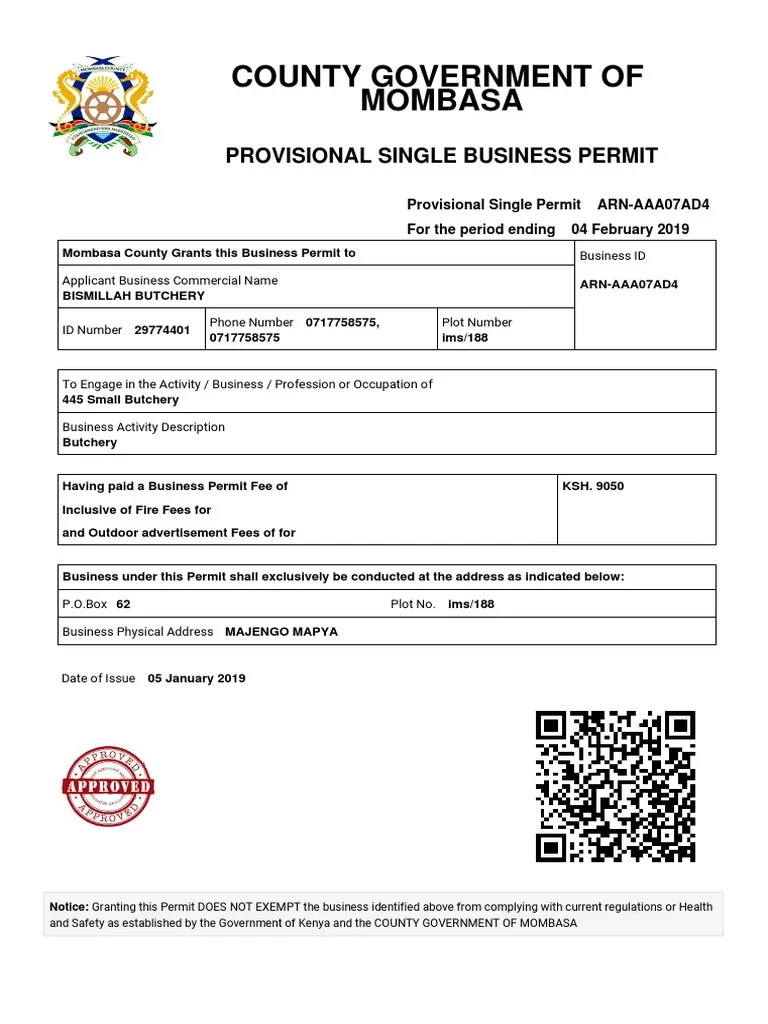 MOMBASA COUNTY
COUNTY GOVERNMENT OF
MOMBASA
PROVISIONAL SINGLE BUSINESS PERMIT
Provisional Single Permit ARN-AAA07AD4
For the period ending 04 February 2019
Mombasa County Grants this Business Permit to
Business ID
Applicant Business Commercial Name
BISMILLAH BUTCHERY
ARN-AAA07AD4
ID Number 29774401
Phone Number 0717758575,
0717758575
Plot Number
ims/188
To Engage in the Activity / Business / Profession or Occupation of
445 Small Butchery
Business Activity Description
Butchery
Having paid a Business Permit Fee of KSH. 9050
Inclusive of Fire Fees for
and Outdoor advertisement Fees of for
Business under this Permit shall exclusively be conducted at the address as indicated below:
P.O.Box 62 Plot No. ims/188
Business Physical Address MAJENGO MAPYA
Date of Issue 05 January 2019
APPROVED
APPROVED
APPROVED
Notice: Granting this Permit DOES NOT EXEMPT the business identified above from complying with current regulations or Health
and Safety as established by the Government of Kenya and the COUNTY GOVERNMENT OF MOMBASA